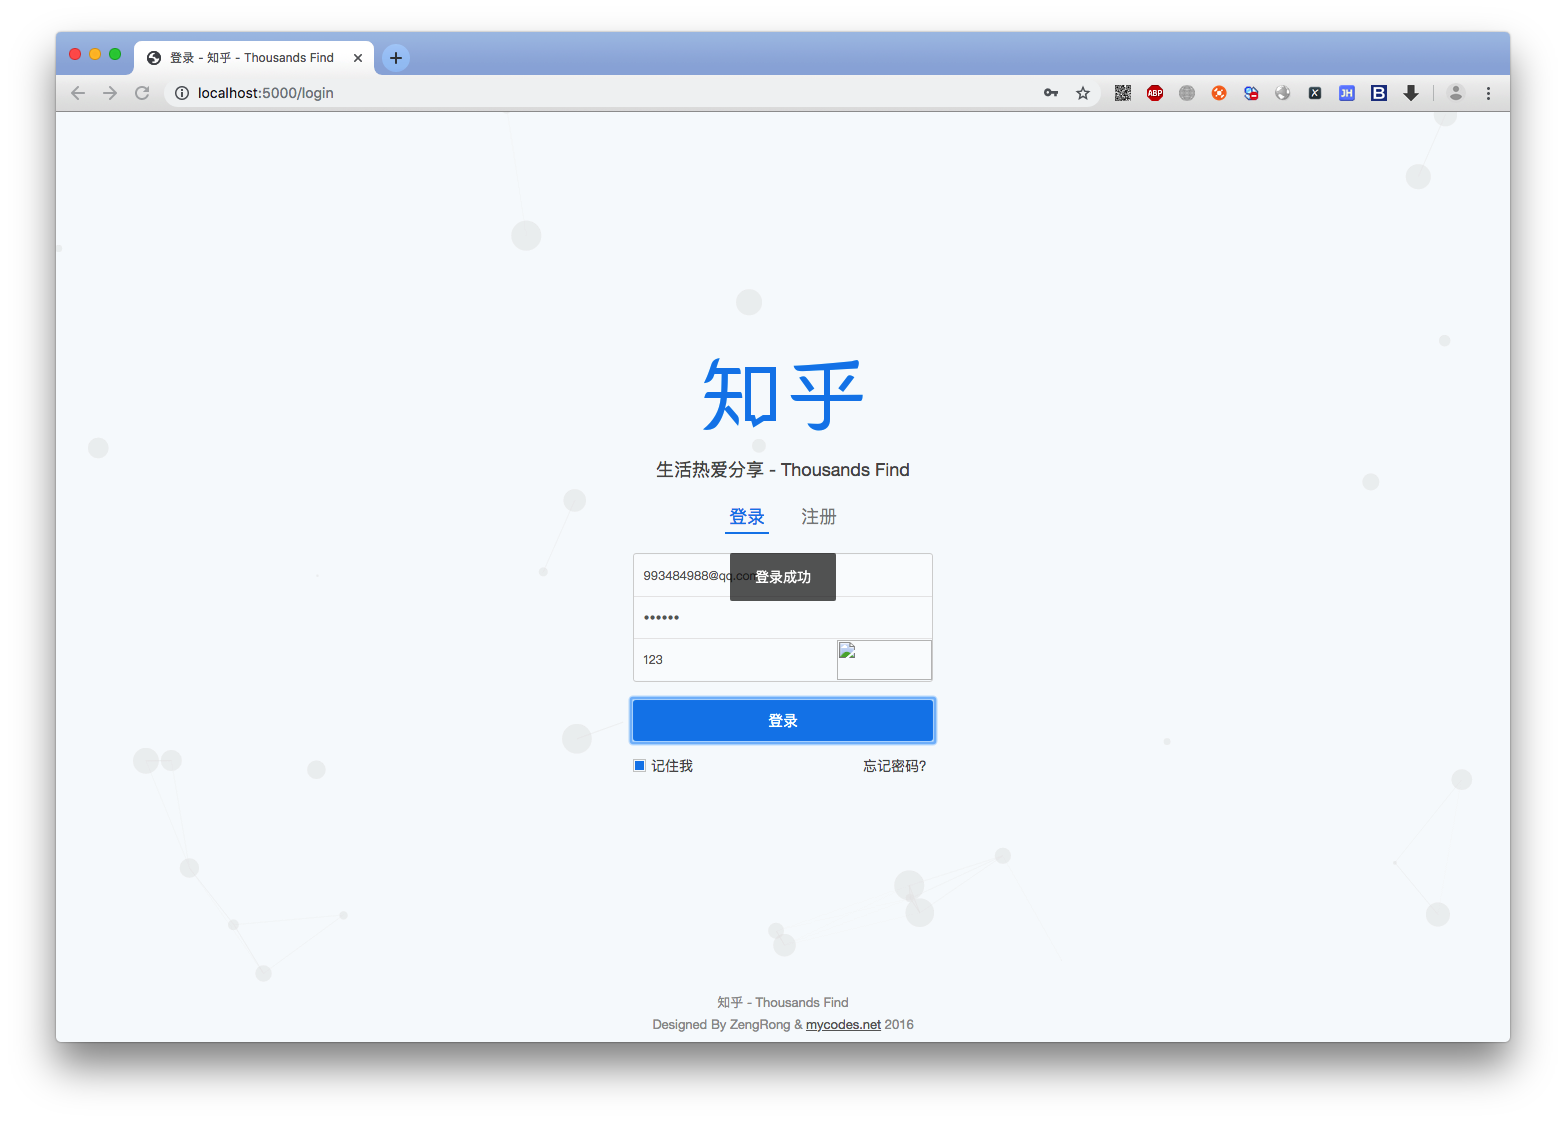 登录 - 知乎 - Thousands Find
localhost:5000/login
ABP
JH
B
知乎
生活热爱分享 - Thousands Find
登录 注册
993484988@qq.com
登录成功
••••••
123
登录
记住我 忘记密码?
知乎 - Thousands Find
Designed By ZengRong & mycodes.net 2016